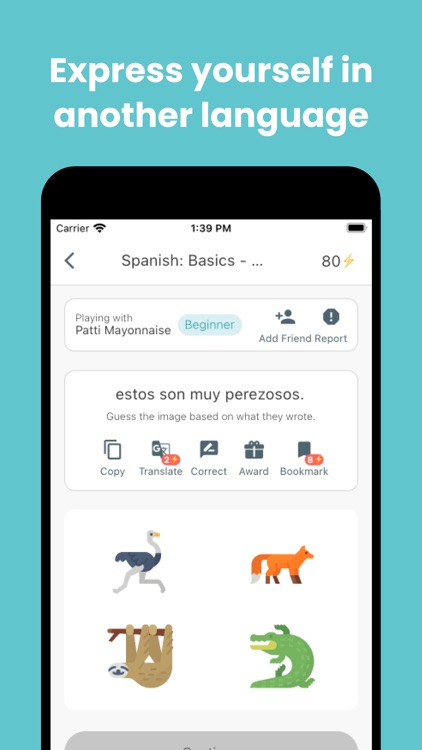 Express yourself in
another language
Carrier 1:39 PM
Spanish: Basics - ... 80
Playing with
Patti Mayonnaise
Beginner
Add Friend Report
estos son muy perezosos.
Guess the image based on what they wrote.
2
8
Copy Translate Correct Award Bookmark